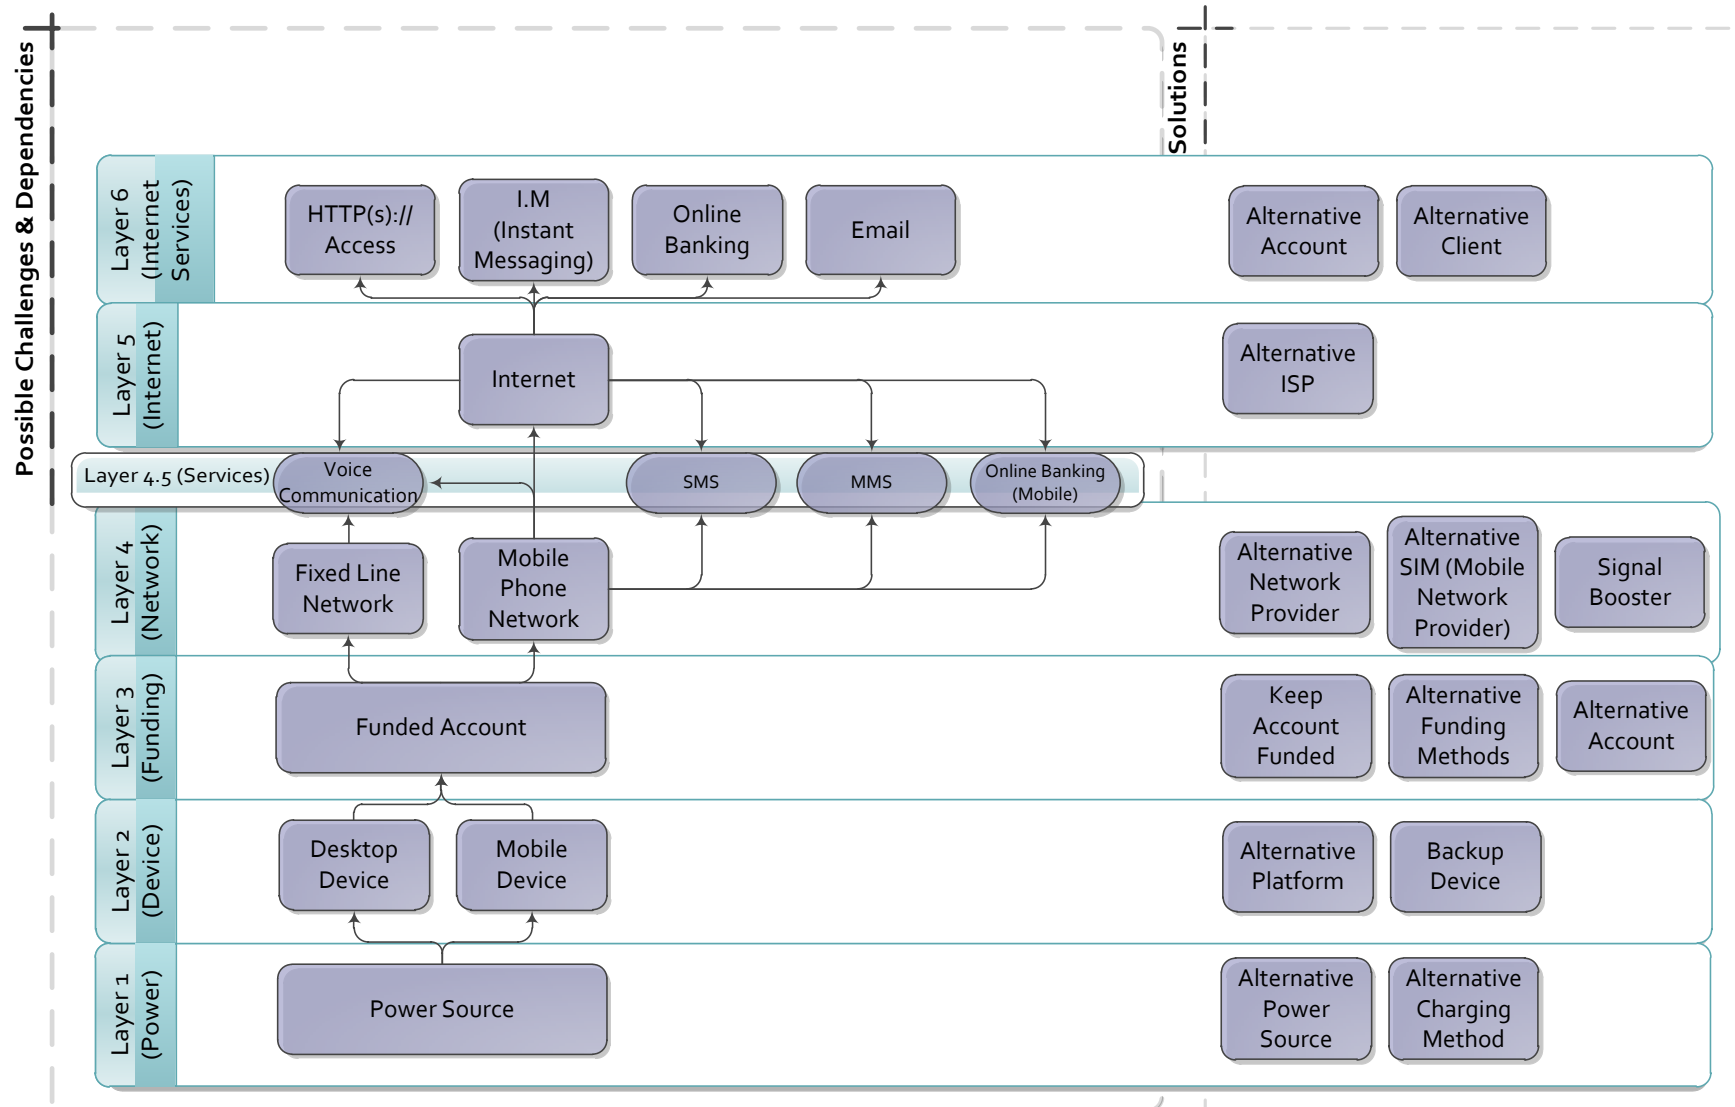 Possible Challenges & Dependencies
Solutions
Layer 6
(Internet
Services)
HTTP(s)://
Access
I.M
(Instant
Messaging)
Online
Banking
Email
Alternative
Account
Alternative
Client
Layer 5
(Internet)
Internet
Alternative
ISP
Layer 4.5 (Services)
Voice
Communication
SMS
MMS
Online Banking
(Mobile)
Layer 4
(Network)
Fixed Line
Network
Mobile
Phone
Network
Alternative
Network
Provider
Alternative
SIM (Mobile
Network
Provider)
Signal
Booster
Layer 3
(Funding)
Funded Account
Keep
Account
Funded
Alternative
Funding
Methods
Alternative
Account
Layer 2
(Device)
Desktop
Device
Mobile
Device
Alternative
Platform
Backup
Device
Layer 1
(Power)
Power Source
Alternative
Power
Source
Alternative
Charging
Method